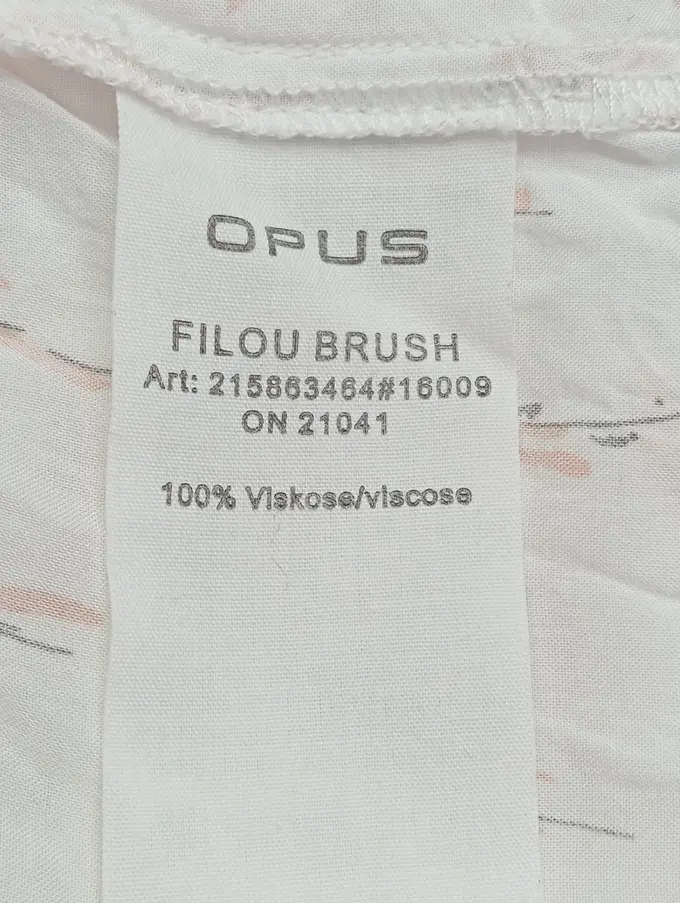 OPUS
FILOU BRUSH
Art: 215863464#16009
ON 21041
100% Viskose/viscose